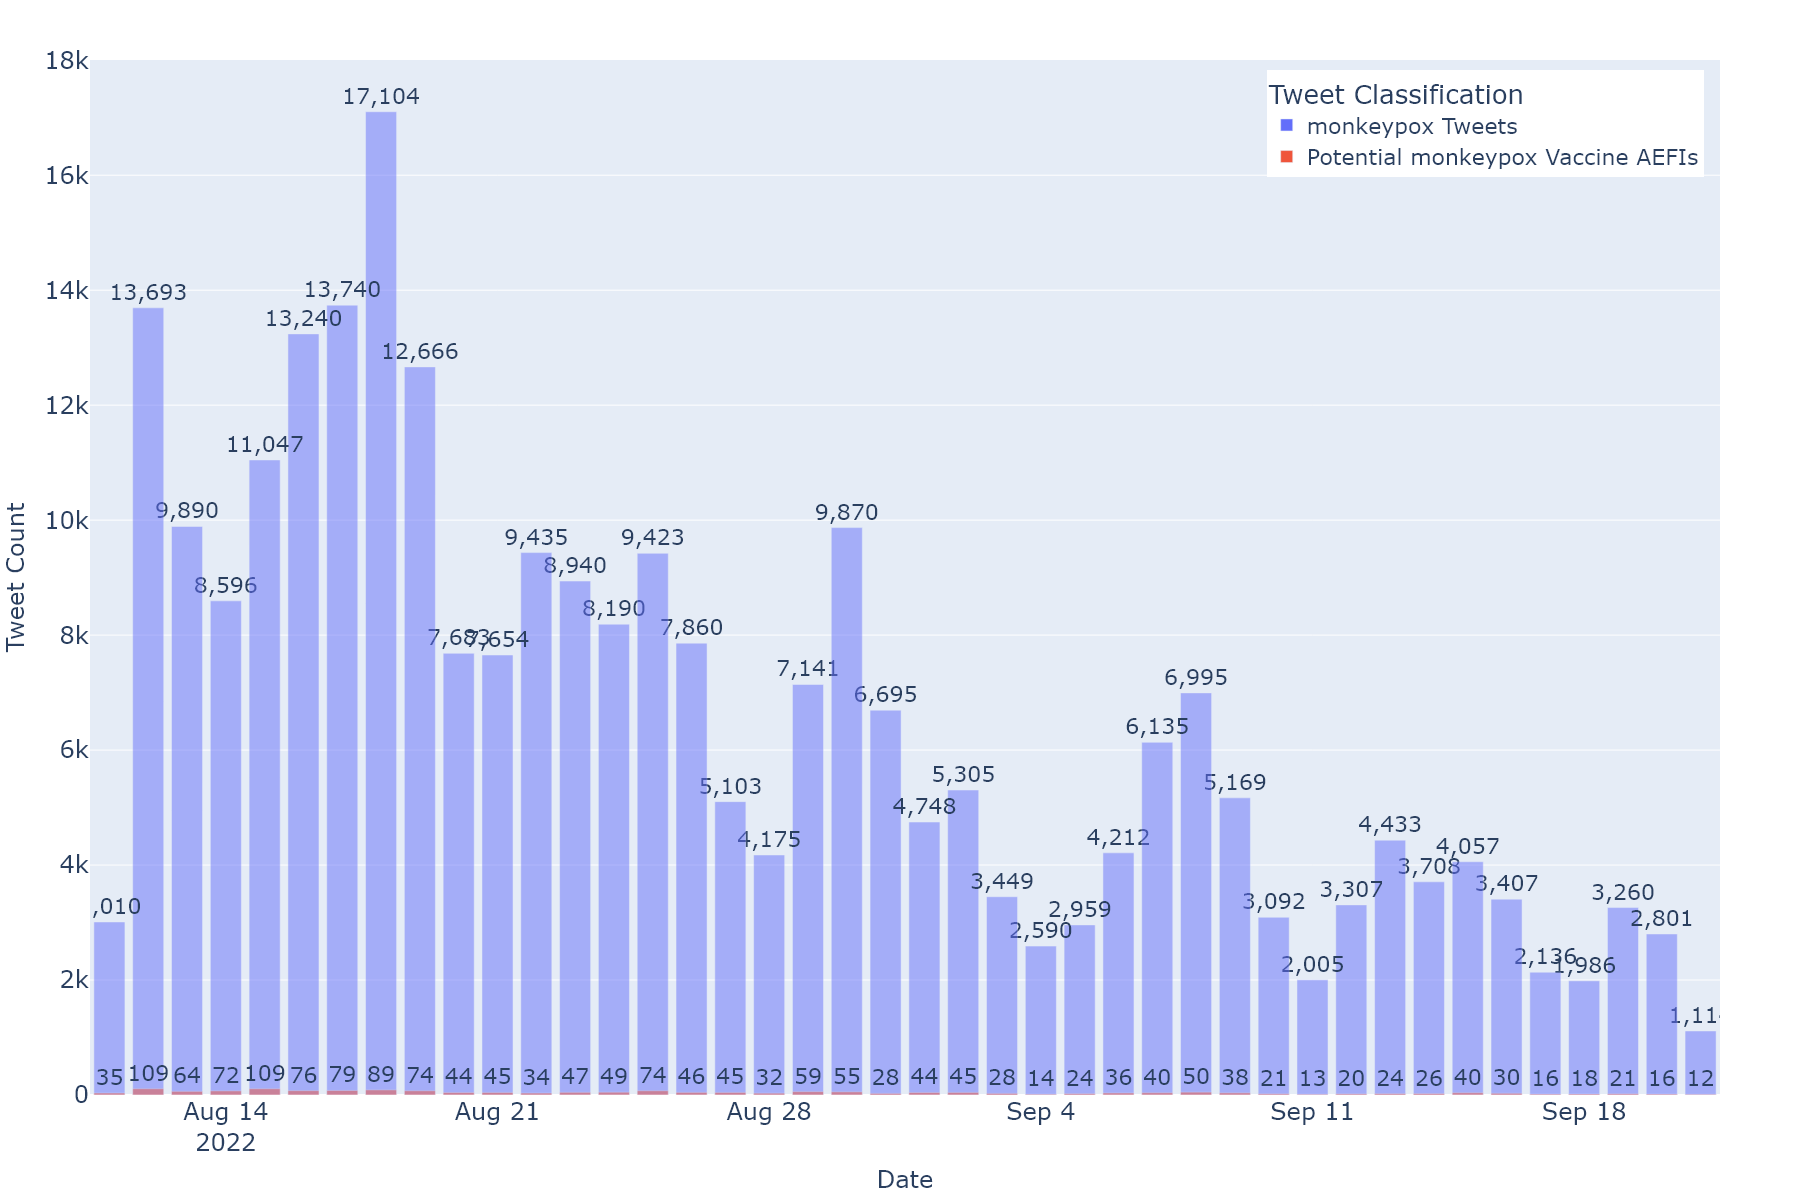 18k
16k
14k
12k
10k
8k
6k
4k
2k
0
Tweet Count
Tweet Classification
monkeypox Tweets
Potential monkeypox Vaccine AEFIs
,010
13,693
9,890
8,596
11,047
13,240
13,740
17,104
12,666
7,683
7,654
9,435
8,940
8,190
9,423
7,860
5,103
4,175
7,141
9,870
6,695
4,748
5,305
3,449
2,590
2,959
4,212
6,135
6,995
5,169
3,092
2,005
3,307
4,433
3,708
4,057
3,407
2,136
1,986
3,260
2,801
35 109 64 72 109 76 79 89 74 44 45 34 47 49 74 46 45 32 59 55 28 44 45 28 14 24 36 40 50 38 21 13 20 24 26 40 30 16 18 21 16 12
Aug 14 Aug 21 Aug 28 Sep 4 Sep 11 Sep 18
2022
Date